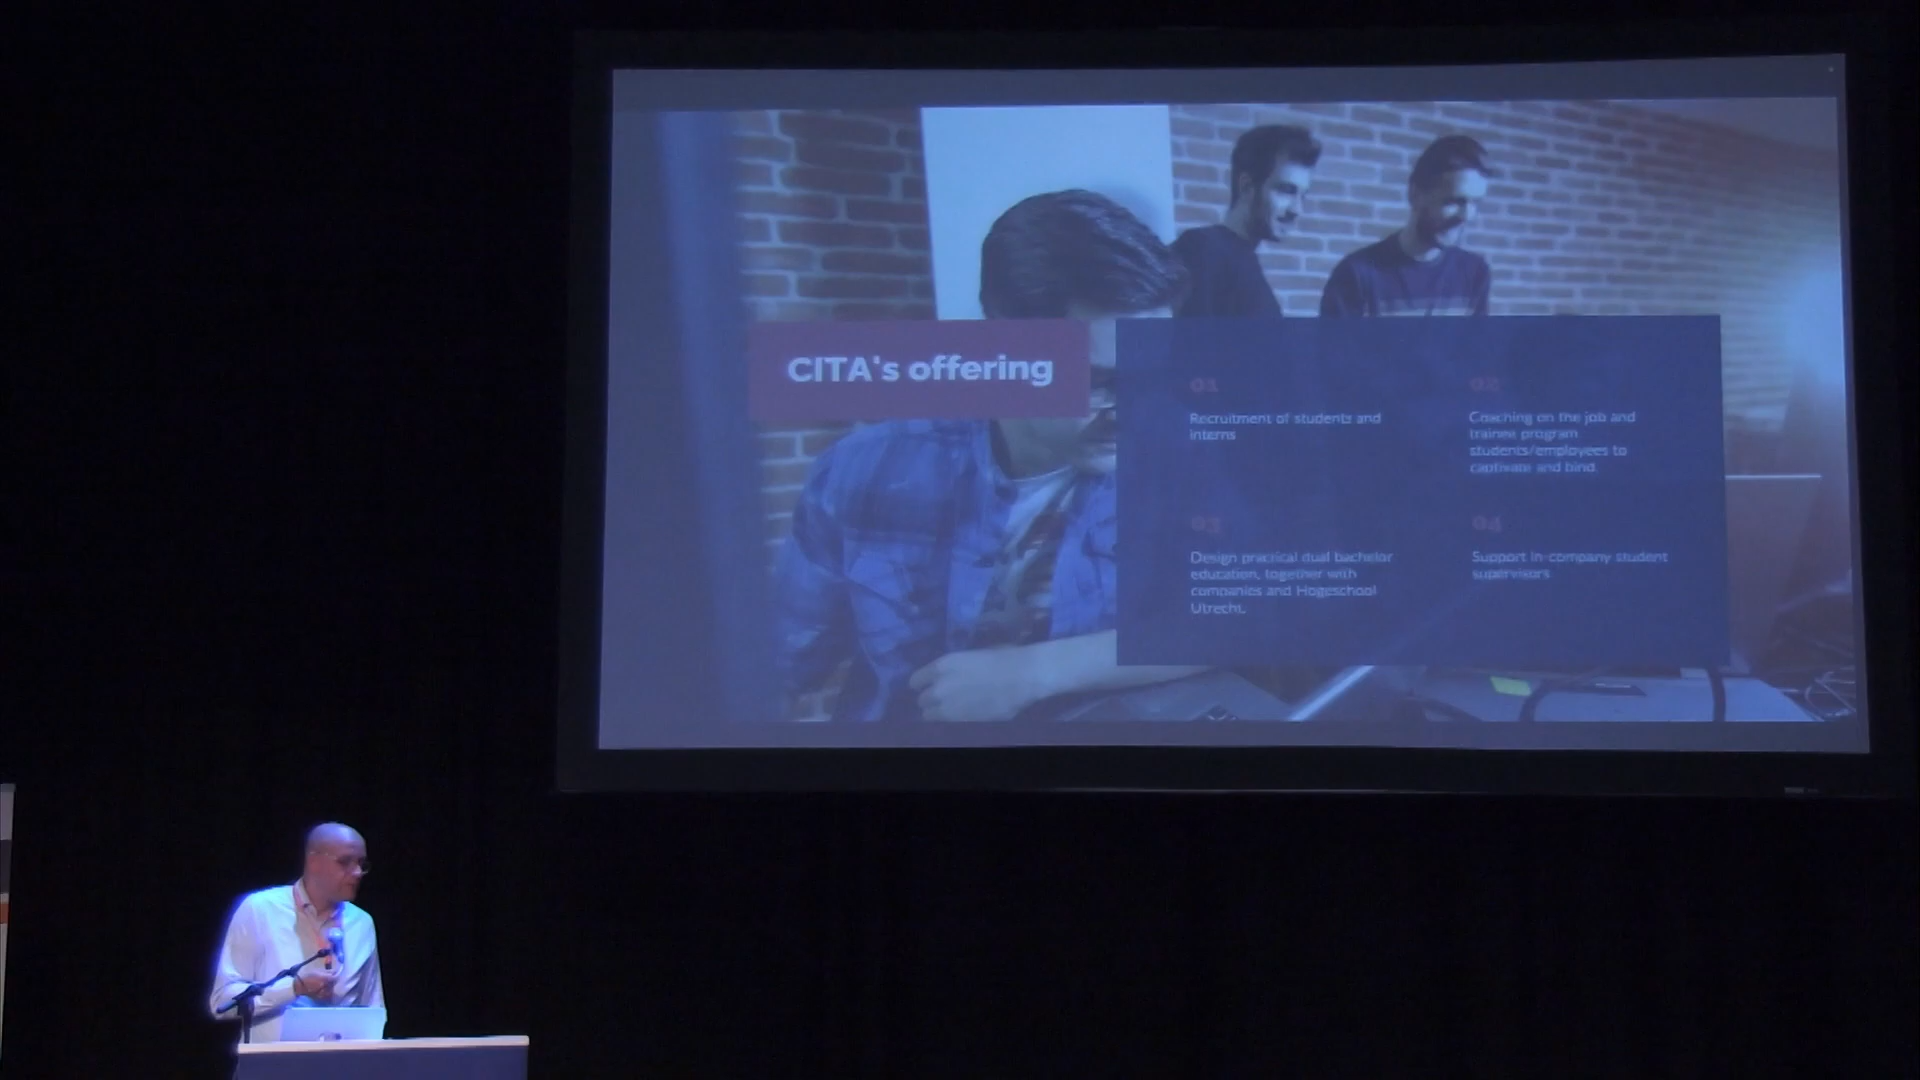 CITA's offering
01
Recruitment of students and
interns
02
Coaching on the job and
trainee program
students/employees to
captivate and bind.
03
Design practical dual bachelor
education, together with
companies and Hogeschool
Utrecht.
04
Support in-company student
supervisors